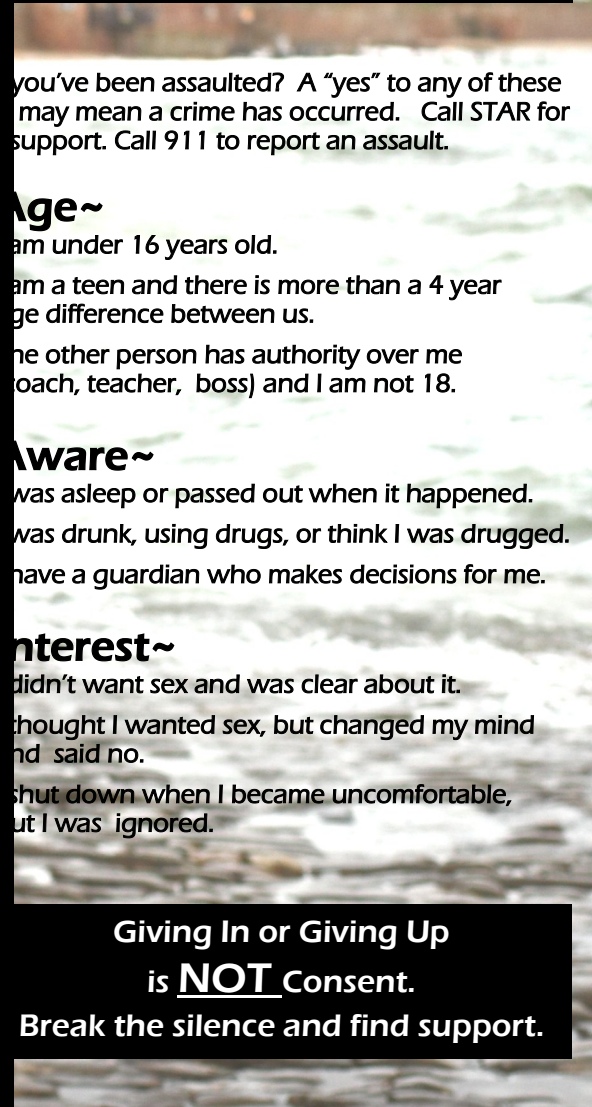 you've been assaulted? A “yes” to any of these
may mean a crime has occurred. Call STAR for
support. Call 911 to report an assault.
Age~
am under 16 years old.
am a teen and there is more than a 4 year
ge difference between us.
he other person has authority over me
oach, teacher, boss) and I am not 18.
Aware~
was asleep or passed out when it happened.
was drunk, using drugs, or think I was drugged.
have a guardian who makes decisions for me.
nterest~
didn't want sex and was clear about it.
thought I wanted sex, but changed my mind
nd said no.
shut down when I became uncomfortable,
ut I was ignored.
Giving In or Giving Up
is NOT Consent.
Break the silence and find support.